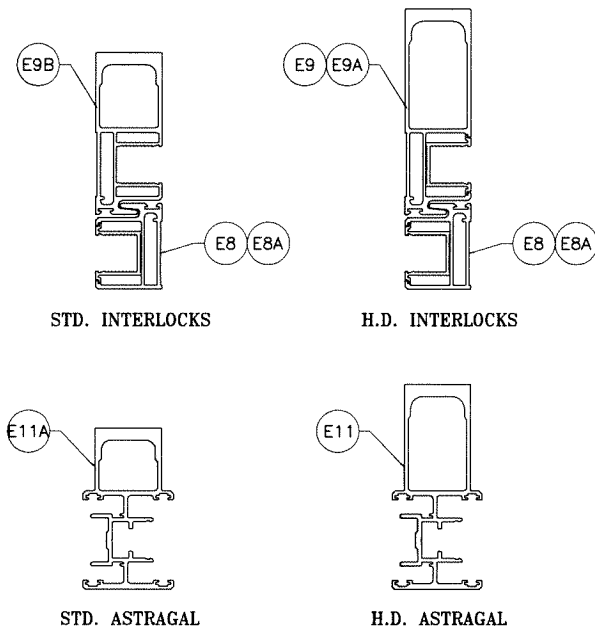 E9B
E9 E9A
E8 E8A
E8 E8A
STD. INTERLOCKS
H.D. INTERLOCKS
E11A
E11
STD. ASTRAGAL
H.D. ASTRAGAL